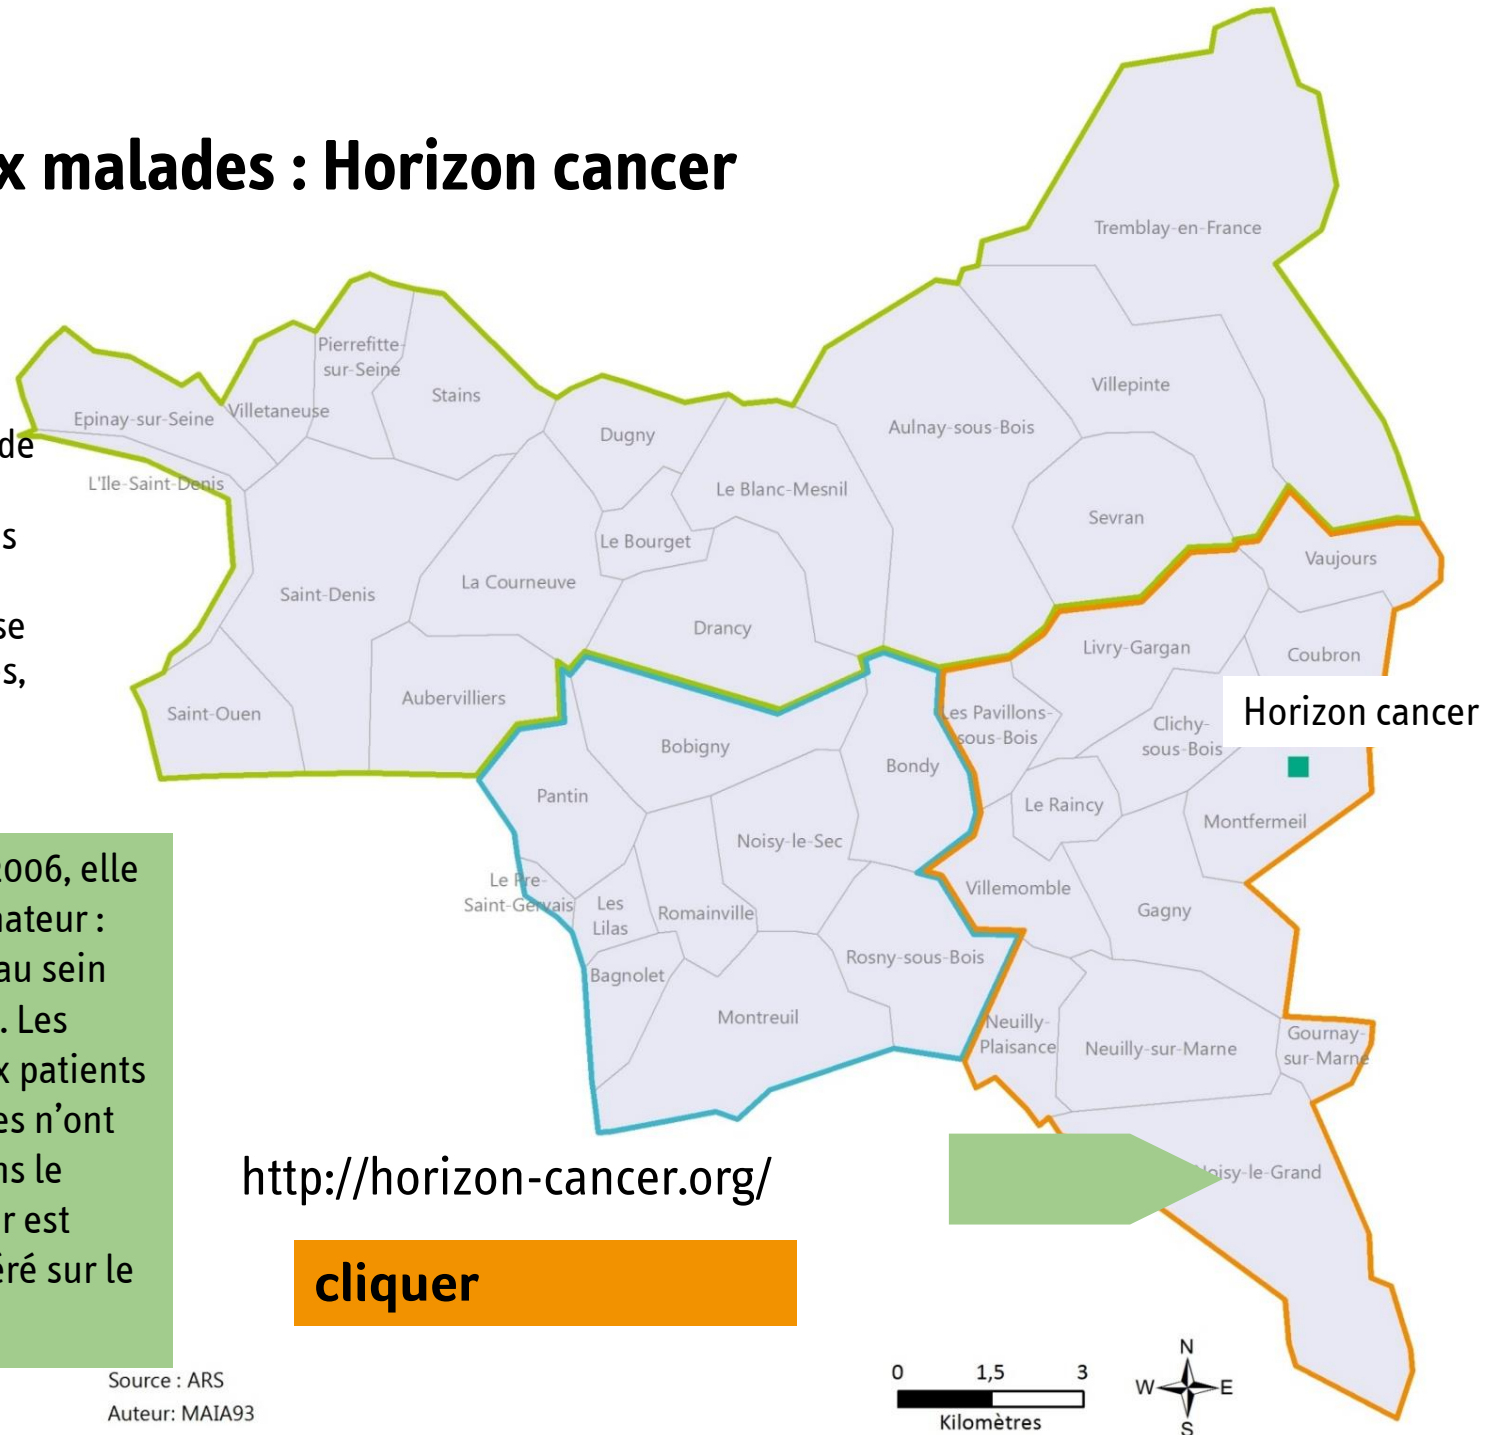 x malades : Horizon cancer
de
s
se
s,
2006, elle
nateur :
au sein
. Les
x patients
es n’ont
ns le
r est
éré sur le
http://horizon-cancer.org/
cliquer
Source : ARS
Auteur: MAIA93
Tremblay-en-France
Pierrefitte-
sur-Seine
Stains
Villepinte
Epinay-sur-Seine
Villetaneuse
Dugny
Aulnay-sous-Bois
L'Ile-Saint-Denis
Le Blanc-Mesnil
Sevran
Le Bourget
Vaujours
La Courneuve
Saint-Denis
Drancy
Livry-Gargan
Coubron
Aubervilliers
Saint-Ouen
Les Pavillons-
sous-Bois
Clichy-
sous-Bois
Horizon cancer
Bobigny
Bondy
Pantin
Le Raincy
Montfermeil
Noisy-le-Sec
Le Pre-
Saint-Gervais
Les
Lilas
Romainville
Villemomble
Gagny
Rosny-sous-Bois
Bagnolet
Montreuil
Neuilly-
Plaisance
Neuilly-sur-Marne
Gournay-
sur-Marne
Noisy-le-Grand
0 1,5 3
Kilomètres
N
W E
S